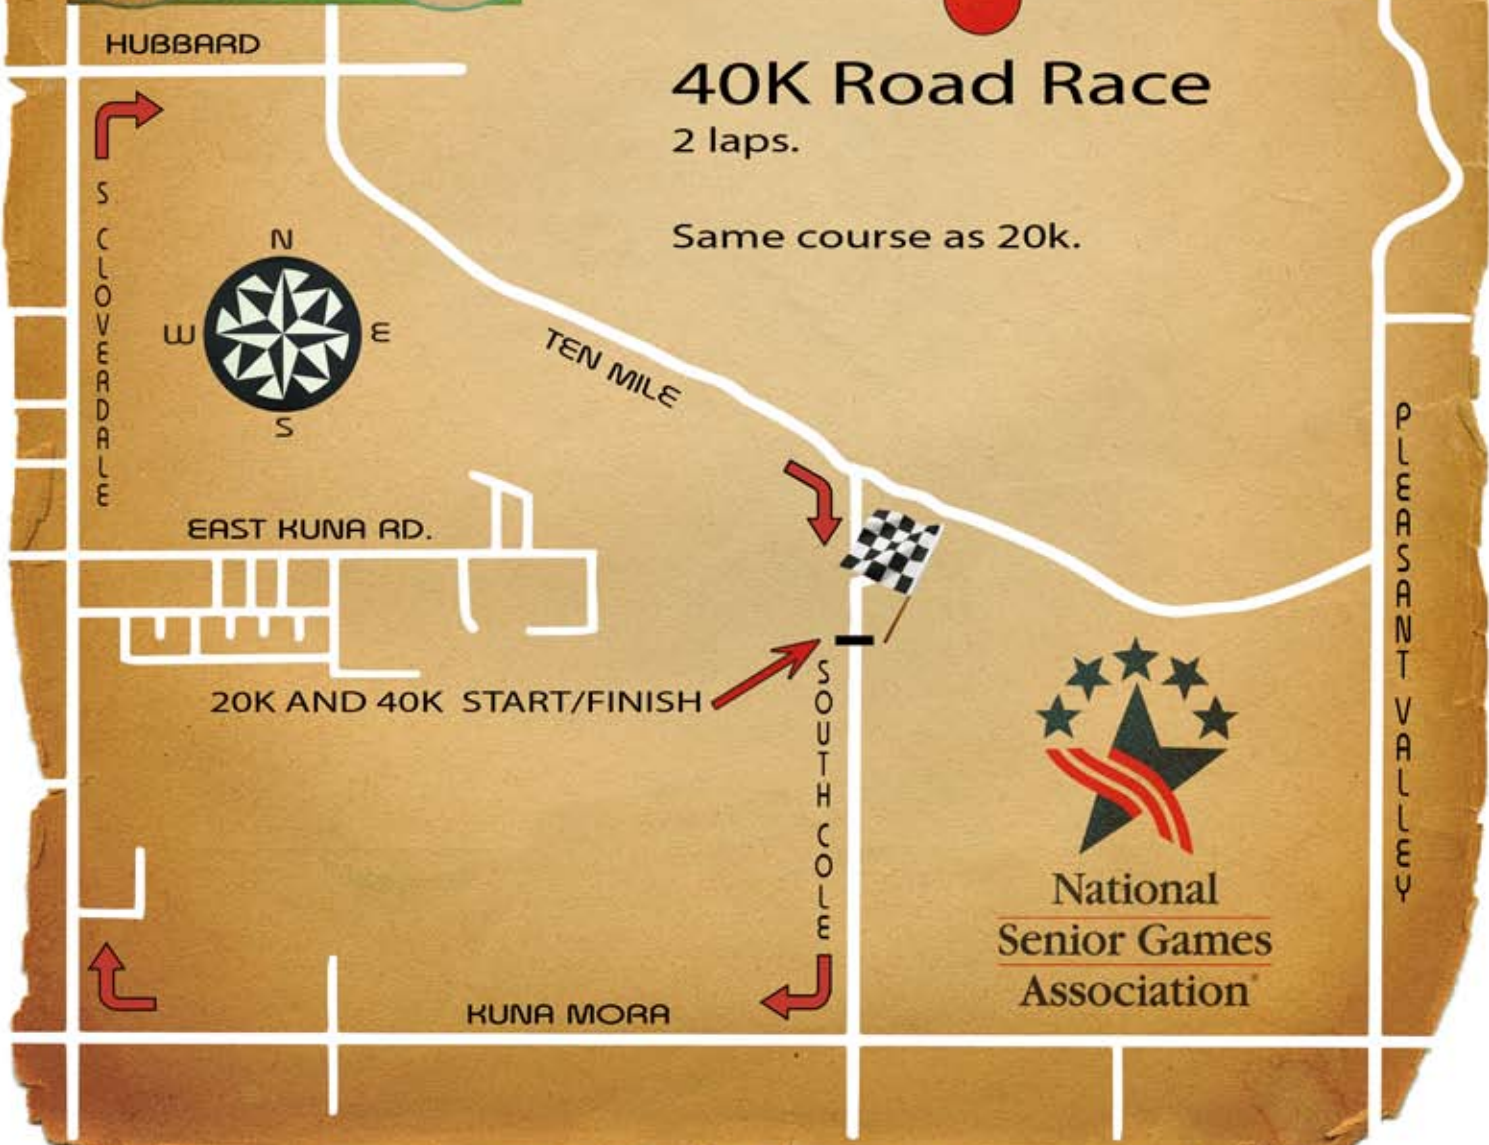 HUBBARD
40K Road Race
2 laps.
Same course as 20k.
S CLOVERDALE
N
W
E
S
TEN MILE
PLEASANT VALLEY
EAST KUNA RD.
20K AND 40K START/FINISH
SOUTH COLE
National
Senior Games
Association
KUNA MORA